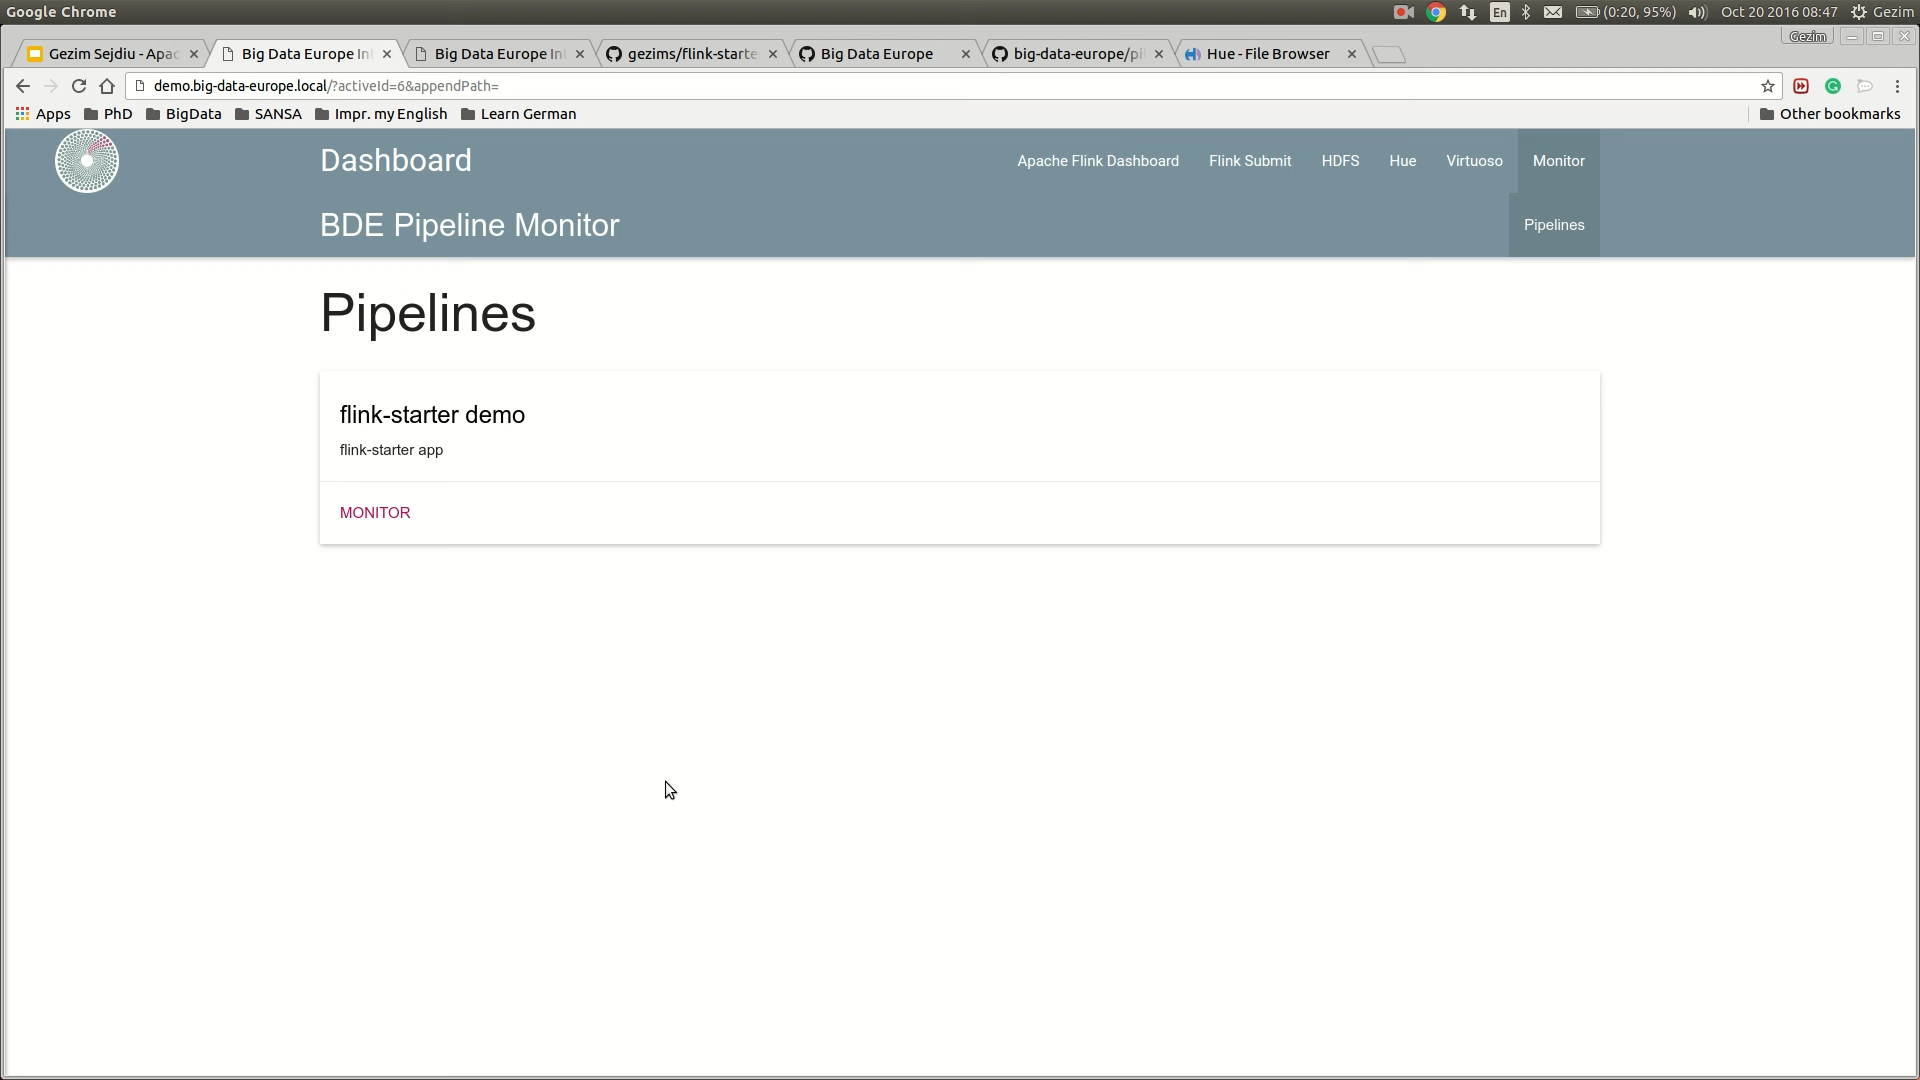 Google Chrome
En
(0:20, 95%)
Oct 20 2016 08:47
Gezim
Gezim Sejdiu - Apac
Big Data Europe In
Big Data Europe In
gezims/flink-starte
Big Data Europe
big-data-europe/pi
Hue - File Browser
Gezim
demo.big-data-europe.local/?activeId=6&appendPath=
Apps
PhD
BigData
SANSA
Impr. my English
Learn German
Other bookmarks
Dashboard
Apache Flink Dashboard
Flink Submit
HDFS
Hue
Virtuoso
Monitor
BDE Pipeline Monitor
Pipelines
Pipelines
flink-starter demo
flink-starter app
MONITOR